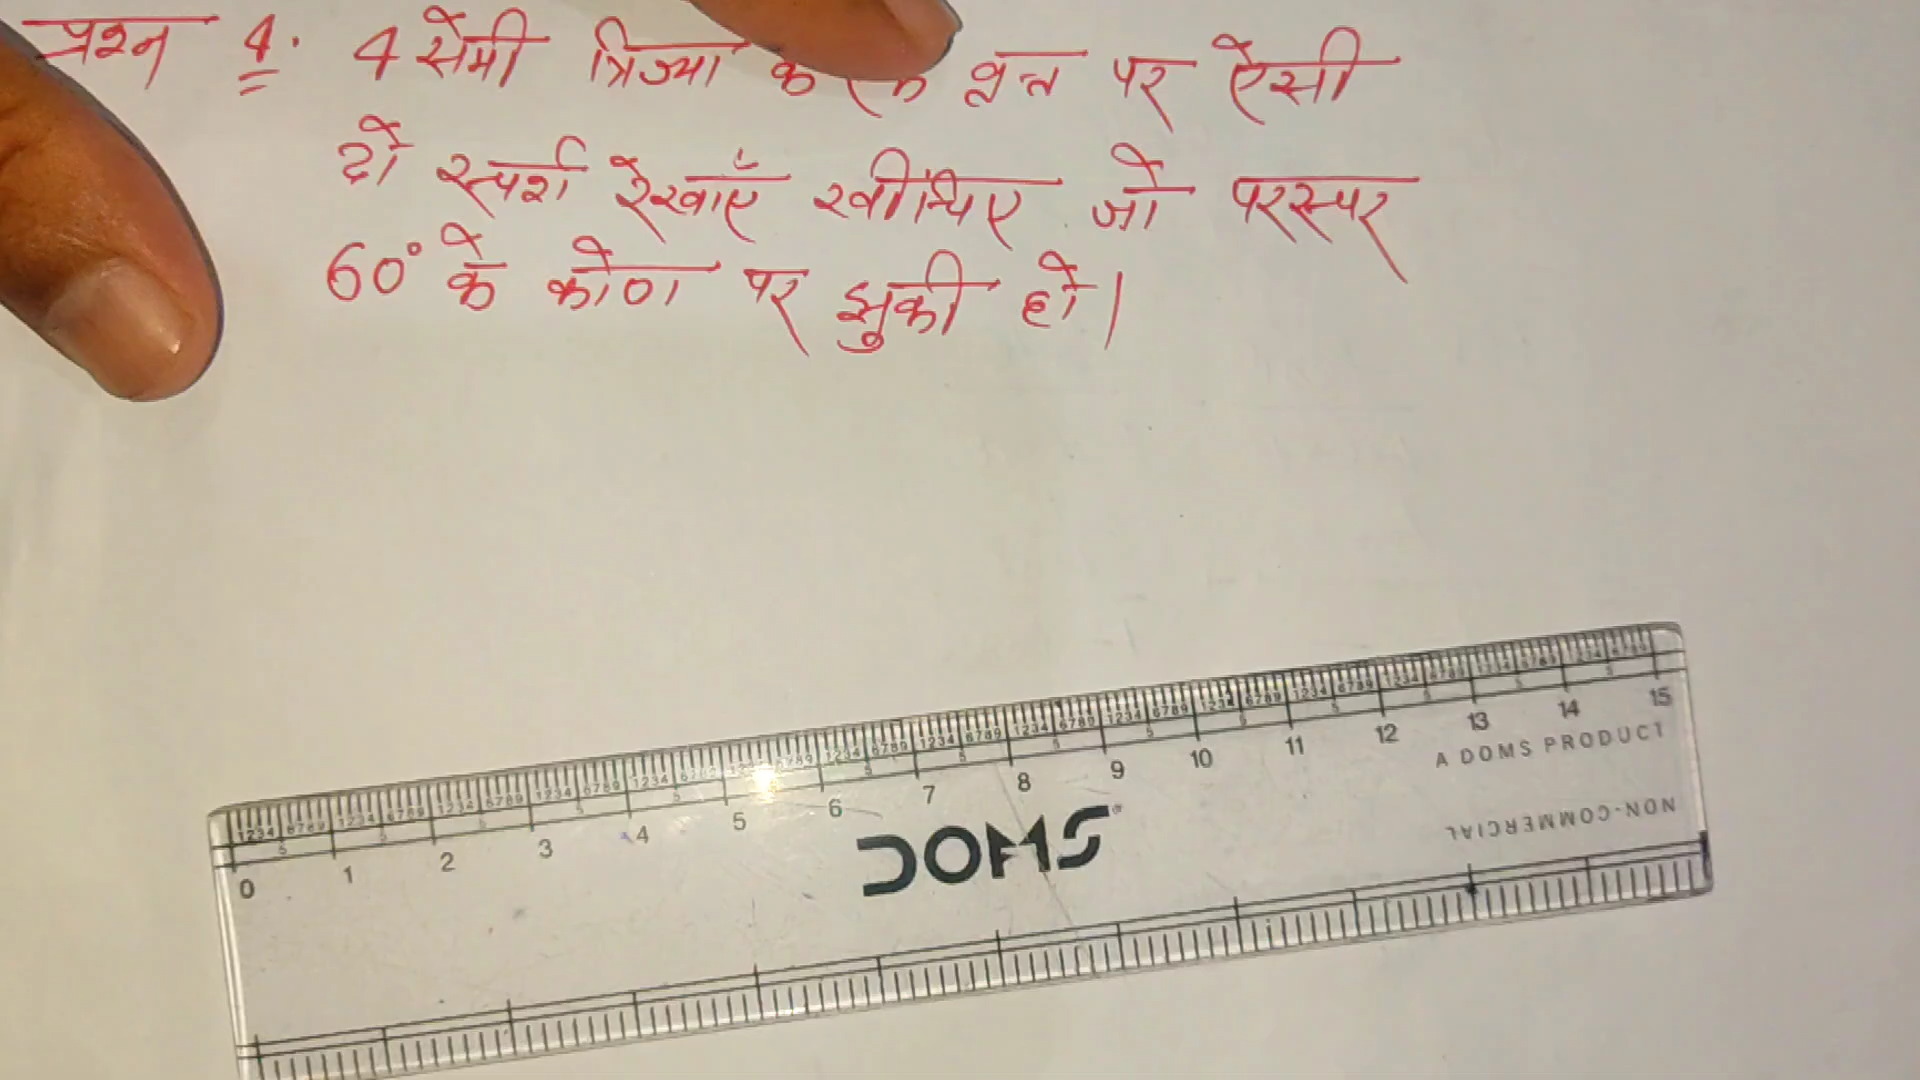 प्रश्न 4. 4 सेमी त्रिज्या के एक वृत्त पर ऐसी
दो स्पर्श रेखाएँ खींचिए जो परस्पर
60° के कोण पर झुकी हो।
0 1 2 3 4 5 6 7 8 9 10 11 12 13 14 15
DOMS
A DOMS PRODUCT
NON-COMMERCIAL